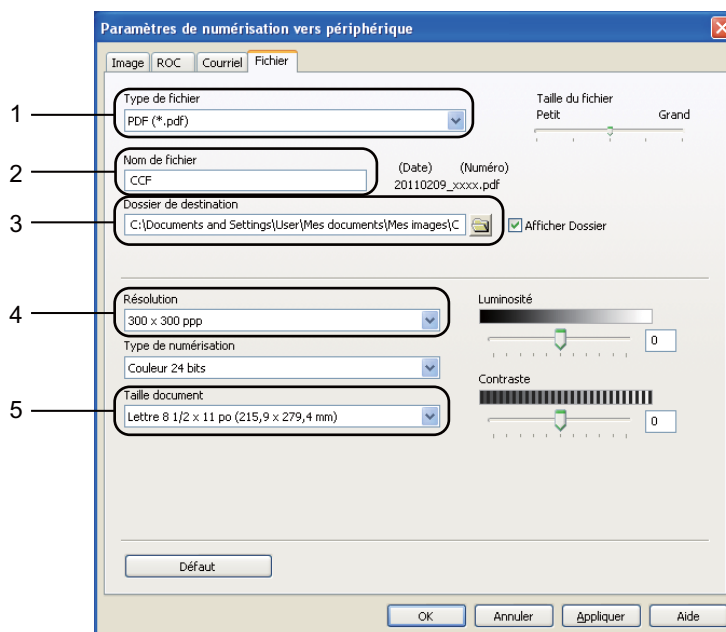 Paramètres de numérisation vers périphérique
Image ROC Courriel Fichier
1
Type de fichier
PDF (*.pdf)
Taille du fichier
Petit Grand
2
Nom de fichier
CCF
(Date) (Numéro)
20110209_xxxx.pdf
3
Dossier de destination
C:\Documents and Settings\User\Mes documents\Mes images\C
Afficher Dossier
4
Résolution
300 x 300 ppp
Luminosité
0
Type de numérisation
Couleur 24 bits
Contraste
0
5
Taille document
Lettre 8 1/2 x 11 po (215,9 x 279,4 mm)
Défaut
OK Annuler Appliquer Aide